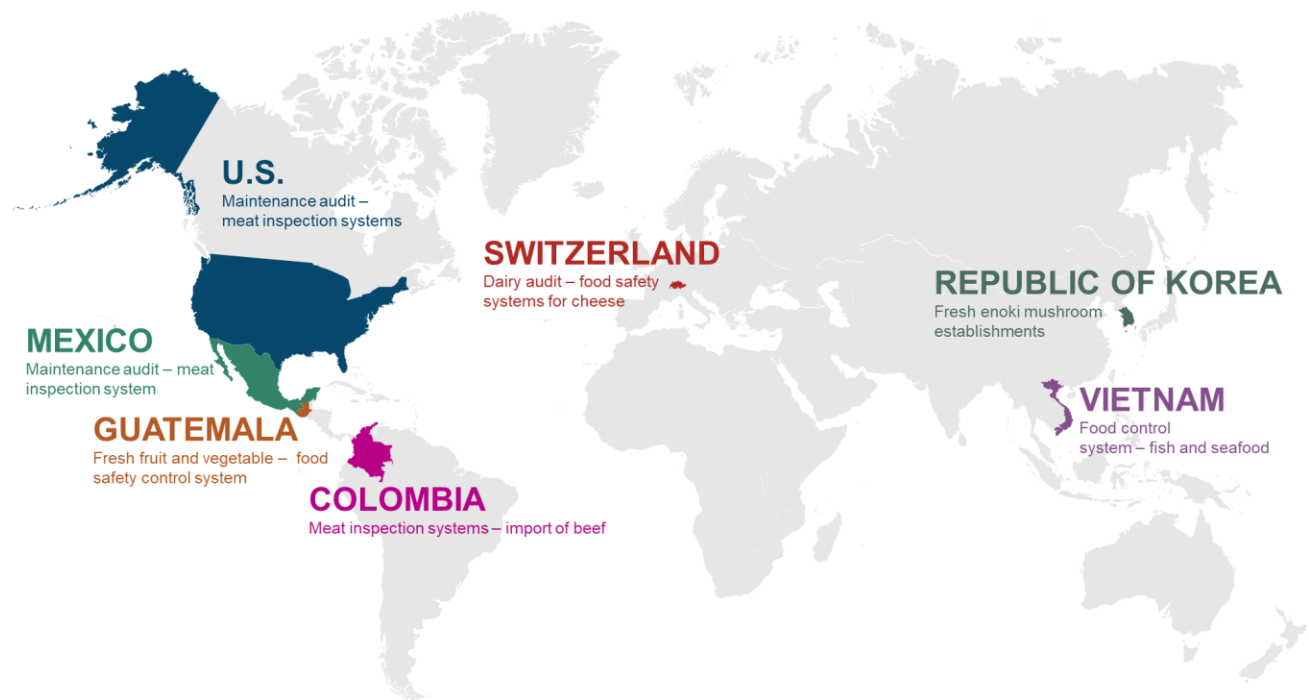 U.S.
Maintenance audit –
meat inspection systems
SWITZERLAND
Dairy audit – food safety
systems for cheese
REPUBLIC OF KOREA
Fresh enoki mushroom
establishments
MEXICO
Maintenance audit – meat
inspection system
GUATEMALA
Fresh fruit and vegetable – food
safety control system
VIETNAM
Food control
system – fish and seafood
COLOMBIA
Meat inspection systems – import of beef